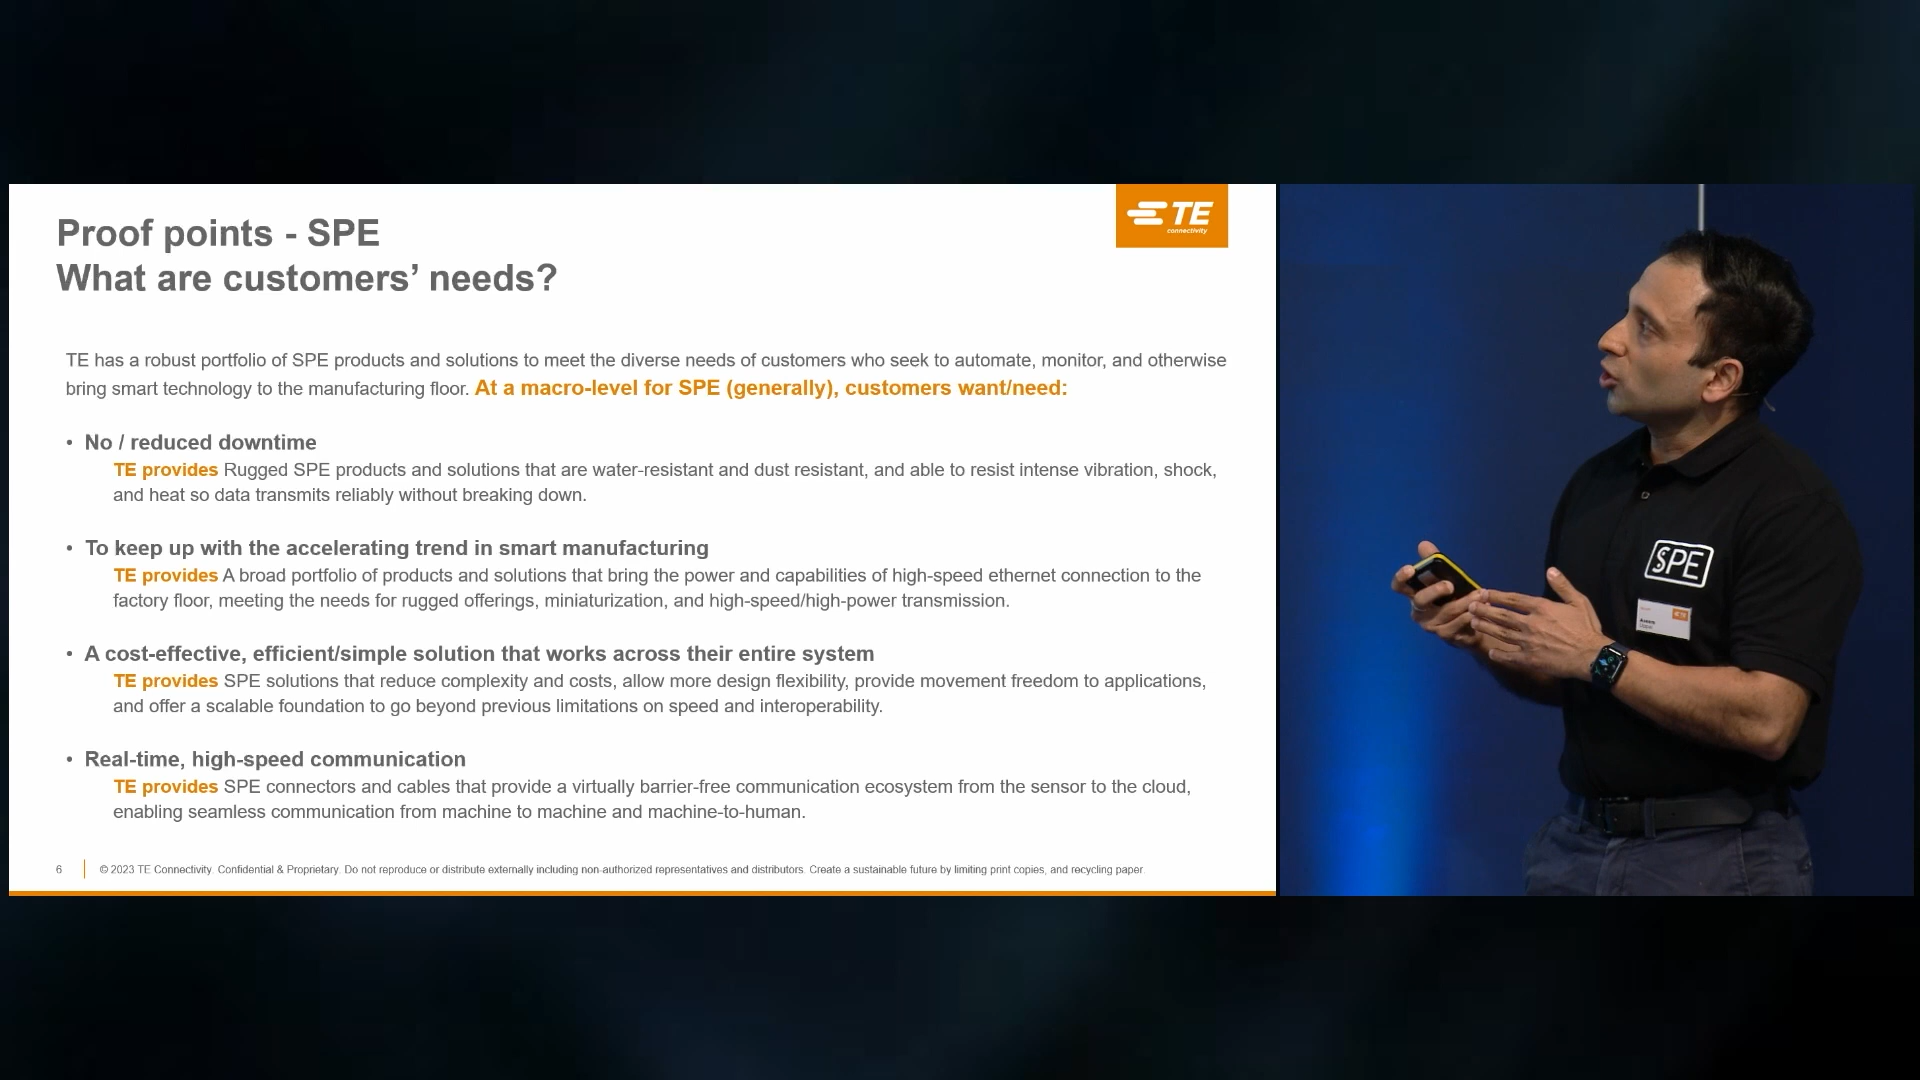 Proof points - SPE
What are customers’ needs?
TE
connectivity
TE has a robust portfolio of SPE products and solutions to meet the diverse needs of customers who seek to automate, monitor, and otherwise
bring smart technology to the manufacturing floor. At a macro-level for SPE (generally), customers want/need:
• No / reduced downtime
TE provides Rugged SPE products and solutions that are water-resistant and dust resistant, and able to resist intense vibration, shock,
and heat so data transmits reliably without breaking down.
• To keep up with the accelerating trend in smart manufacturing
TE provides A broad portfolio of products and solutions that bring the power and capabilities of high-speed ethernet connection to the
factory floor, meeting the needs for rugged offerings, miniaturization, and high-speed/high-power transmission.
• A cost-effective, efficient/simple solution that works across their entire system
TE provides SPE solutions that reduce complexity and costs, allow more design flexibility, provide movement freedom to applications,
and offer a scalable foundation to go beyond previous limitations on speed and interoperability.
• Real-time, high-speed communication
TE provides SPE connectors and cables that provide a virtually barrier-free communication ecosystem from the sensor to the cloud,
enabling seamless communication from machine to machine and machine-to-human.
6
© 2023 TE Connectivity. Confidential & Proprietary. Do not reproduce or distribute externally including non-authorized representatives and distributors. Create a sustainable future by limiting print copies, and recycling paper.
SPE